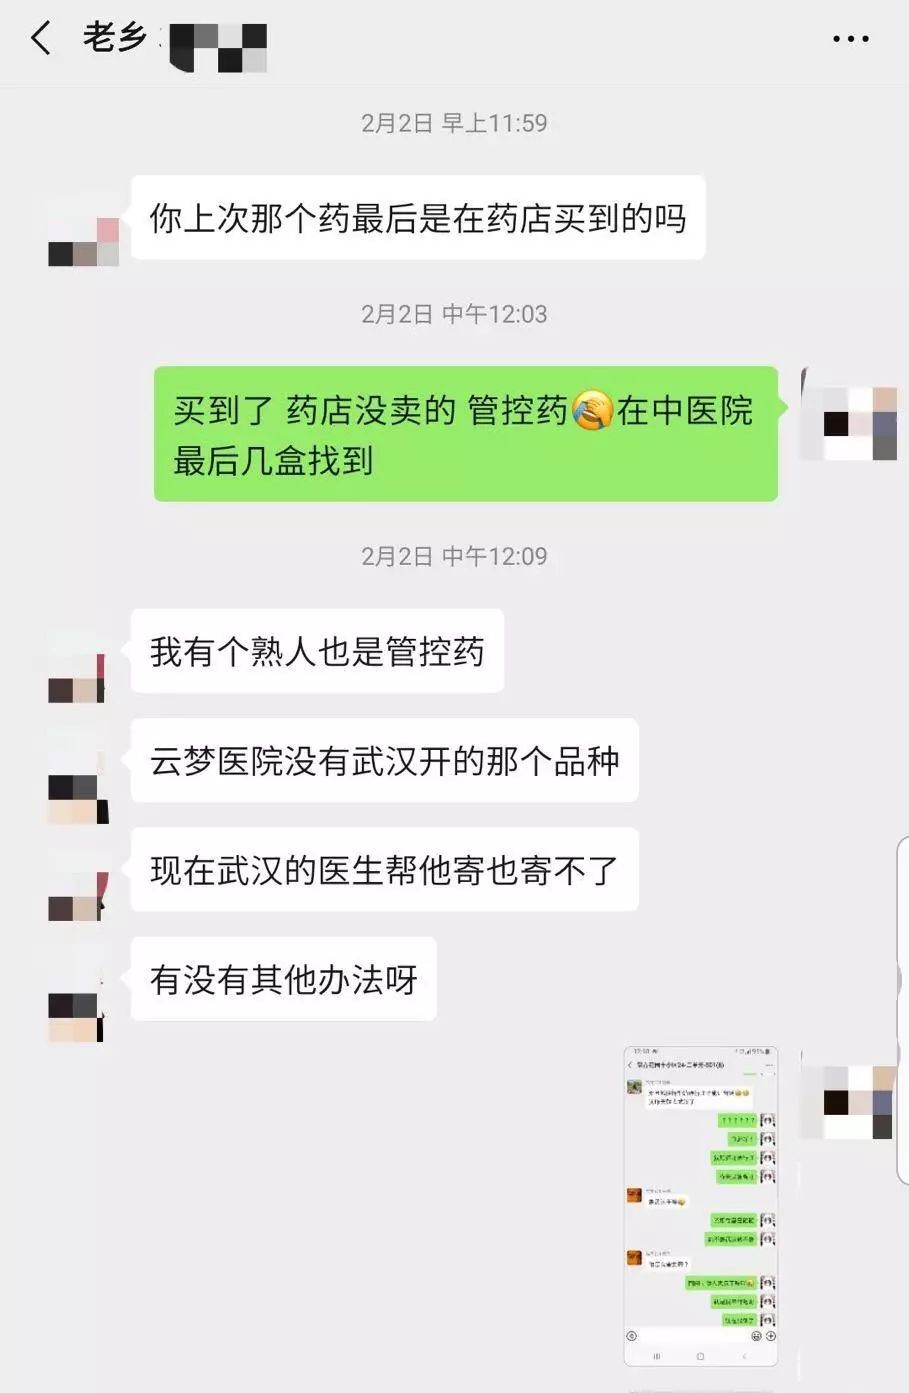 老乡
2月2日 早上11:59
你上次那个药最后是在药店买到的吗
2月2日 中午12:03
买到了 药店没卖的 管控药🤣在中医院
最后几盒找到
2月2日 中午12:09
我有个熟人也是管控药
云梦医院没有武汉开的那个品种
现在武汉的医生帮他寄也寄不了
有没有其他办法呀